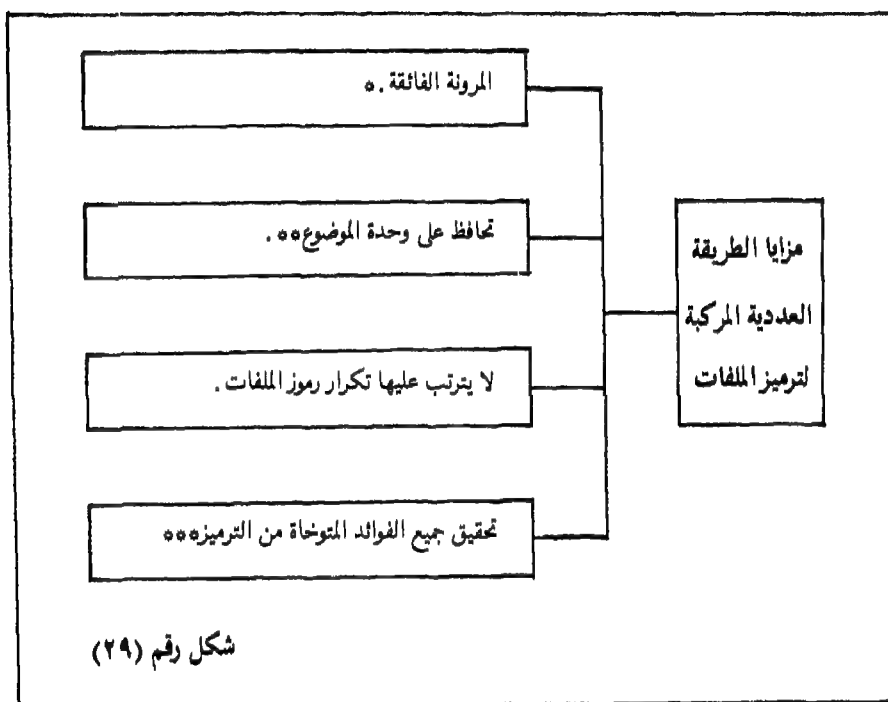 مزايا الطريقة
العددية المركبة
لترميز الملفات
المرونة الفائقة.*
تحافظ على وحدة الموضوع**.
لا يترتب عليها تكرار رموز الملفات.
تحقيق جميع الفوائد المتوخاة من الترميز***
شكل رقم (٢٩)